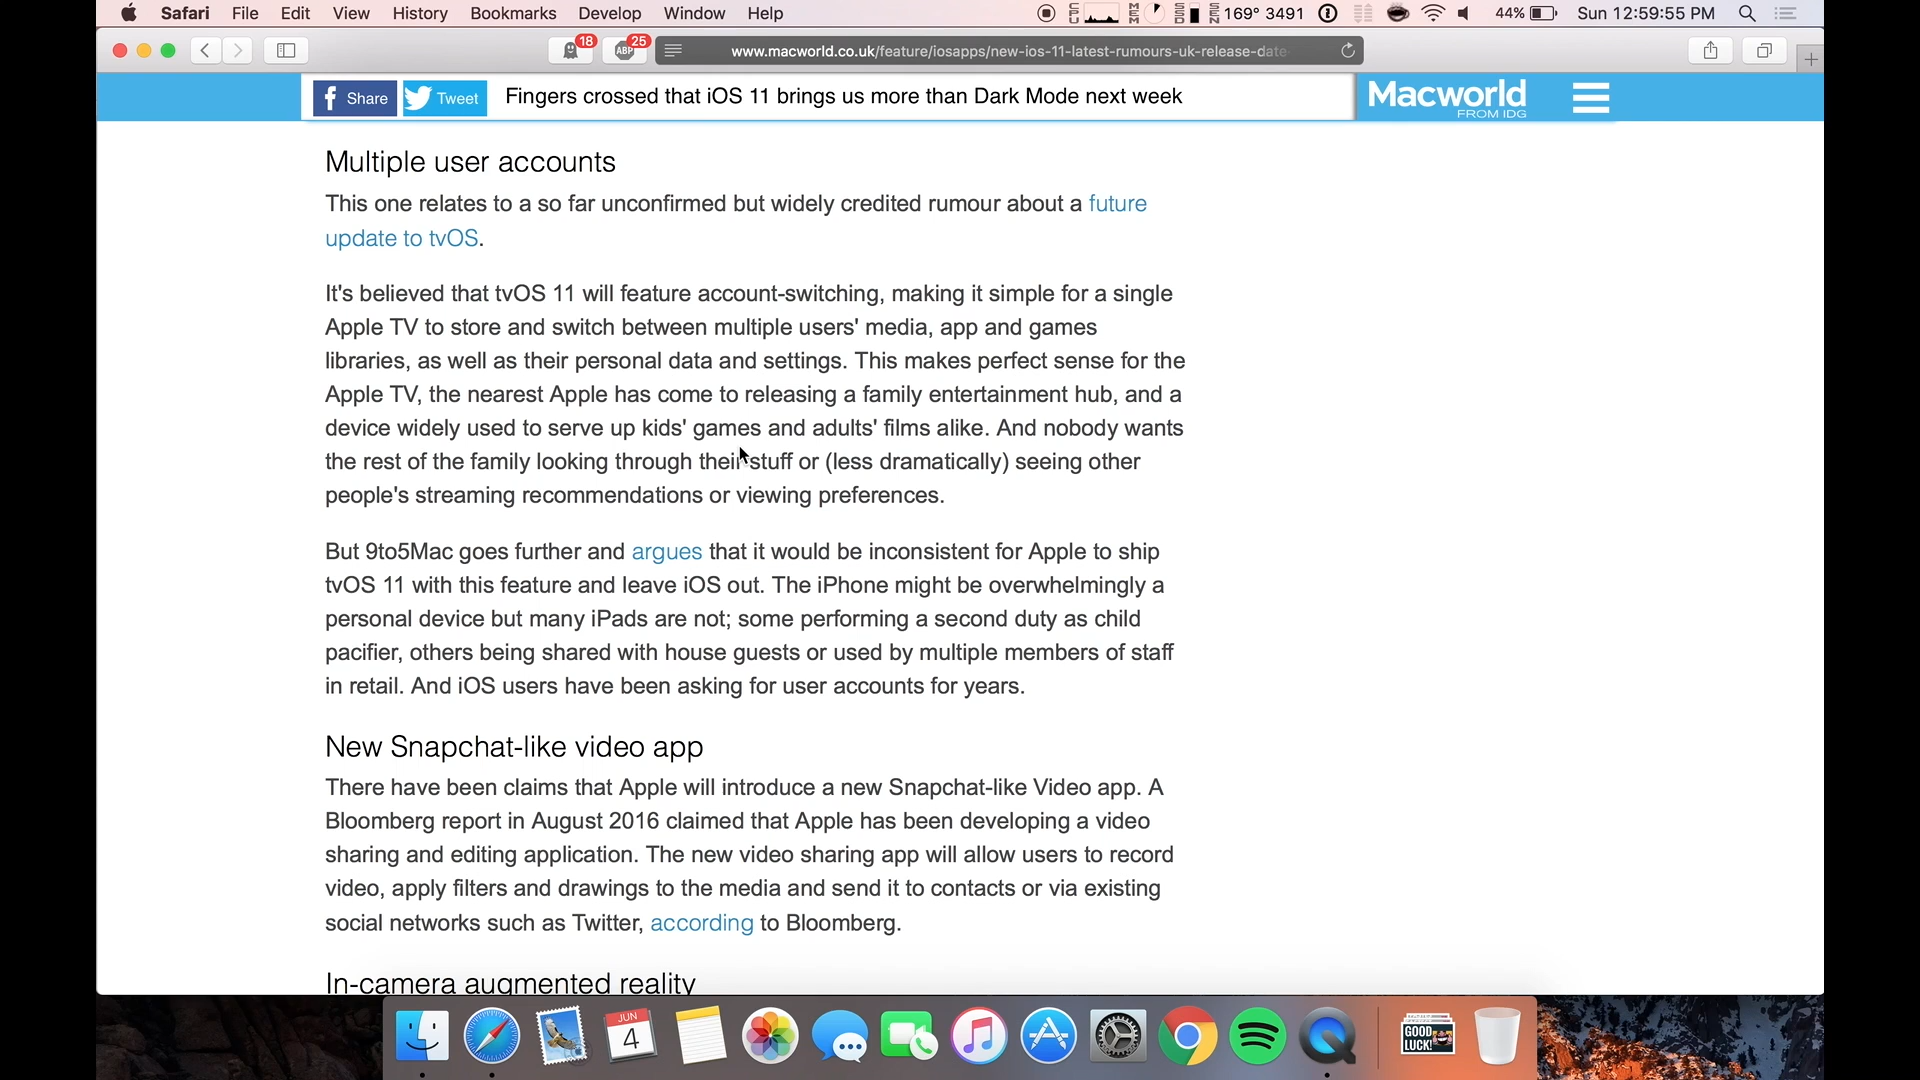 Safari File Edit View History Bookmarks Develop Window Help CPU MEM SSD SEN 169° 3491 44% Sun 12:59:55 PM
18 ABP 25 www.macworld.co.uk/feature/iosapps/new-ios-11-latest-rumours-uk-release-date-
Share Tweet Fingers crossed that iOS 11 brings us more than Dark Mode next week Macworld
FROM IDG
Multiple user accounts
This one relates to a so far unconfirmed but widely credited rumour about a future
update to tvOS.
It's believed that tvOS 11 will feature account-switching, making it simple for a single
Apple TV to store and switch between multiple users' media, app and games
libraries, as well as their personal data and settings. This makes perfect sense for the
Apple TV, the nearest Apple has come to releasing a family entertainment hub, and a
device widely used to serve up kids' games and adults' films alike. And nobody wants
the rest of the family looking through their stuff or (less dramatically) seeing other
people's streaming recommendations or viewing preferences.
But 9to5Mac goes further and argues that it would be inconsistent for Apple to ship
tvOS 11 with this feature and leave iOS out. The iPhone might be overwhelmingly a
personal device but many iPads are not; some performing a second duty as child
pacifier, others being shared with house guests or used by multiple members of staff
in retail. And iOS users have been asking for user accounts for years.
New Snapchat-like video app
There have been claims that Apple will introduce a new Snapchat-like Video app. A
Bloomberg report in August 2016 claimed that Apple has been developing a video
sharing and editing application. The new video sharing app will allow users to record
video, apply filters and drawings to the media and send it to contacts or via existing
social networks such as Twitter, according to Bloomberg.
In-camera augmented reality
JUN
4
GOOD
LUCK!